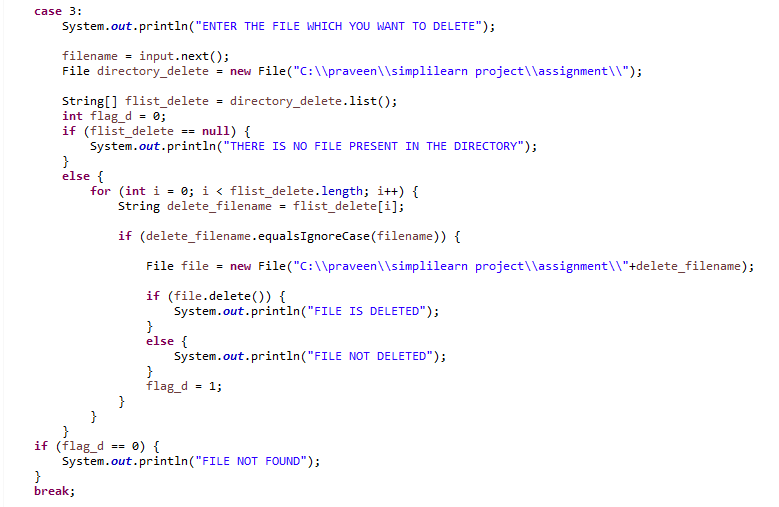 case 3:
    System.out.println("ENTER THE FILE WHICH YOU WANT TO DELETE");

    filename = input.next();
    File directory_delete = new File("C:\\praveen\\simplilearn project\\assignment\\");

    String[] flist_delete = directory_delete.list();
    int flag_d = 0;
    if (flist_delete == null) {
        System.out.println("THERE IS NO FILE PRESENT IN THE DIRECTORY");
    }
    else {
        for (int i = 0; i < flist_delete.length; i++) {
            String delete_filename = flist_delete[i];

            if (delete_filename.equalsIgnoreCase(filename)) {

                File file = new File("C:\\praveen\\simplilearn project\\assignment\\"+delete_filename);

                if (file.delete()) {
                    System.out.println("FILE IS DELETED");
                }
                else {
                    System.out.println("FILE NOT DELETED");
                }
                flag_d = 1;
            }
        }
    }
if (flag_d == 0) {
    System.out.println("FILE NOT FOUND");
}
break;